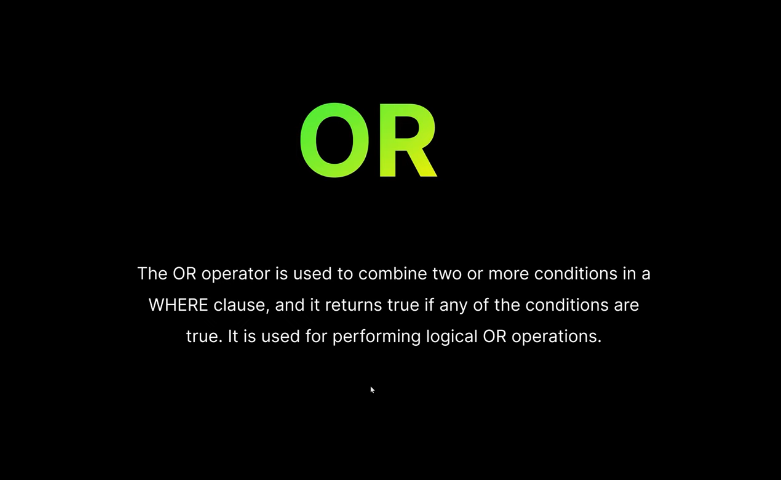 OR
The OR operator is used to combine two or more conditions in a
WHERE clause, and it returns true if any of the conditions are
true. It is used for performing logical OR operations.